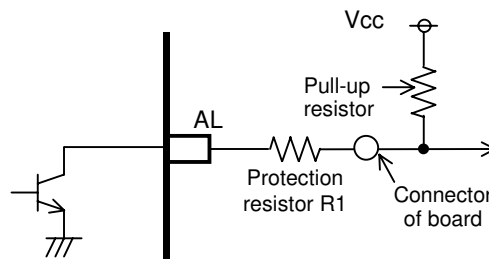 Vcc
Pull-up
resistor
AL
Protection
resistor R1
Connector
of board